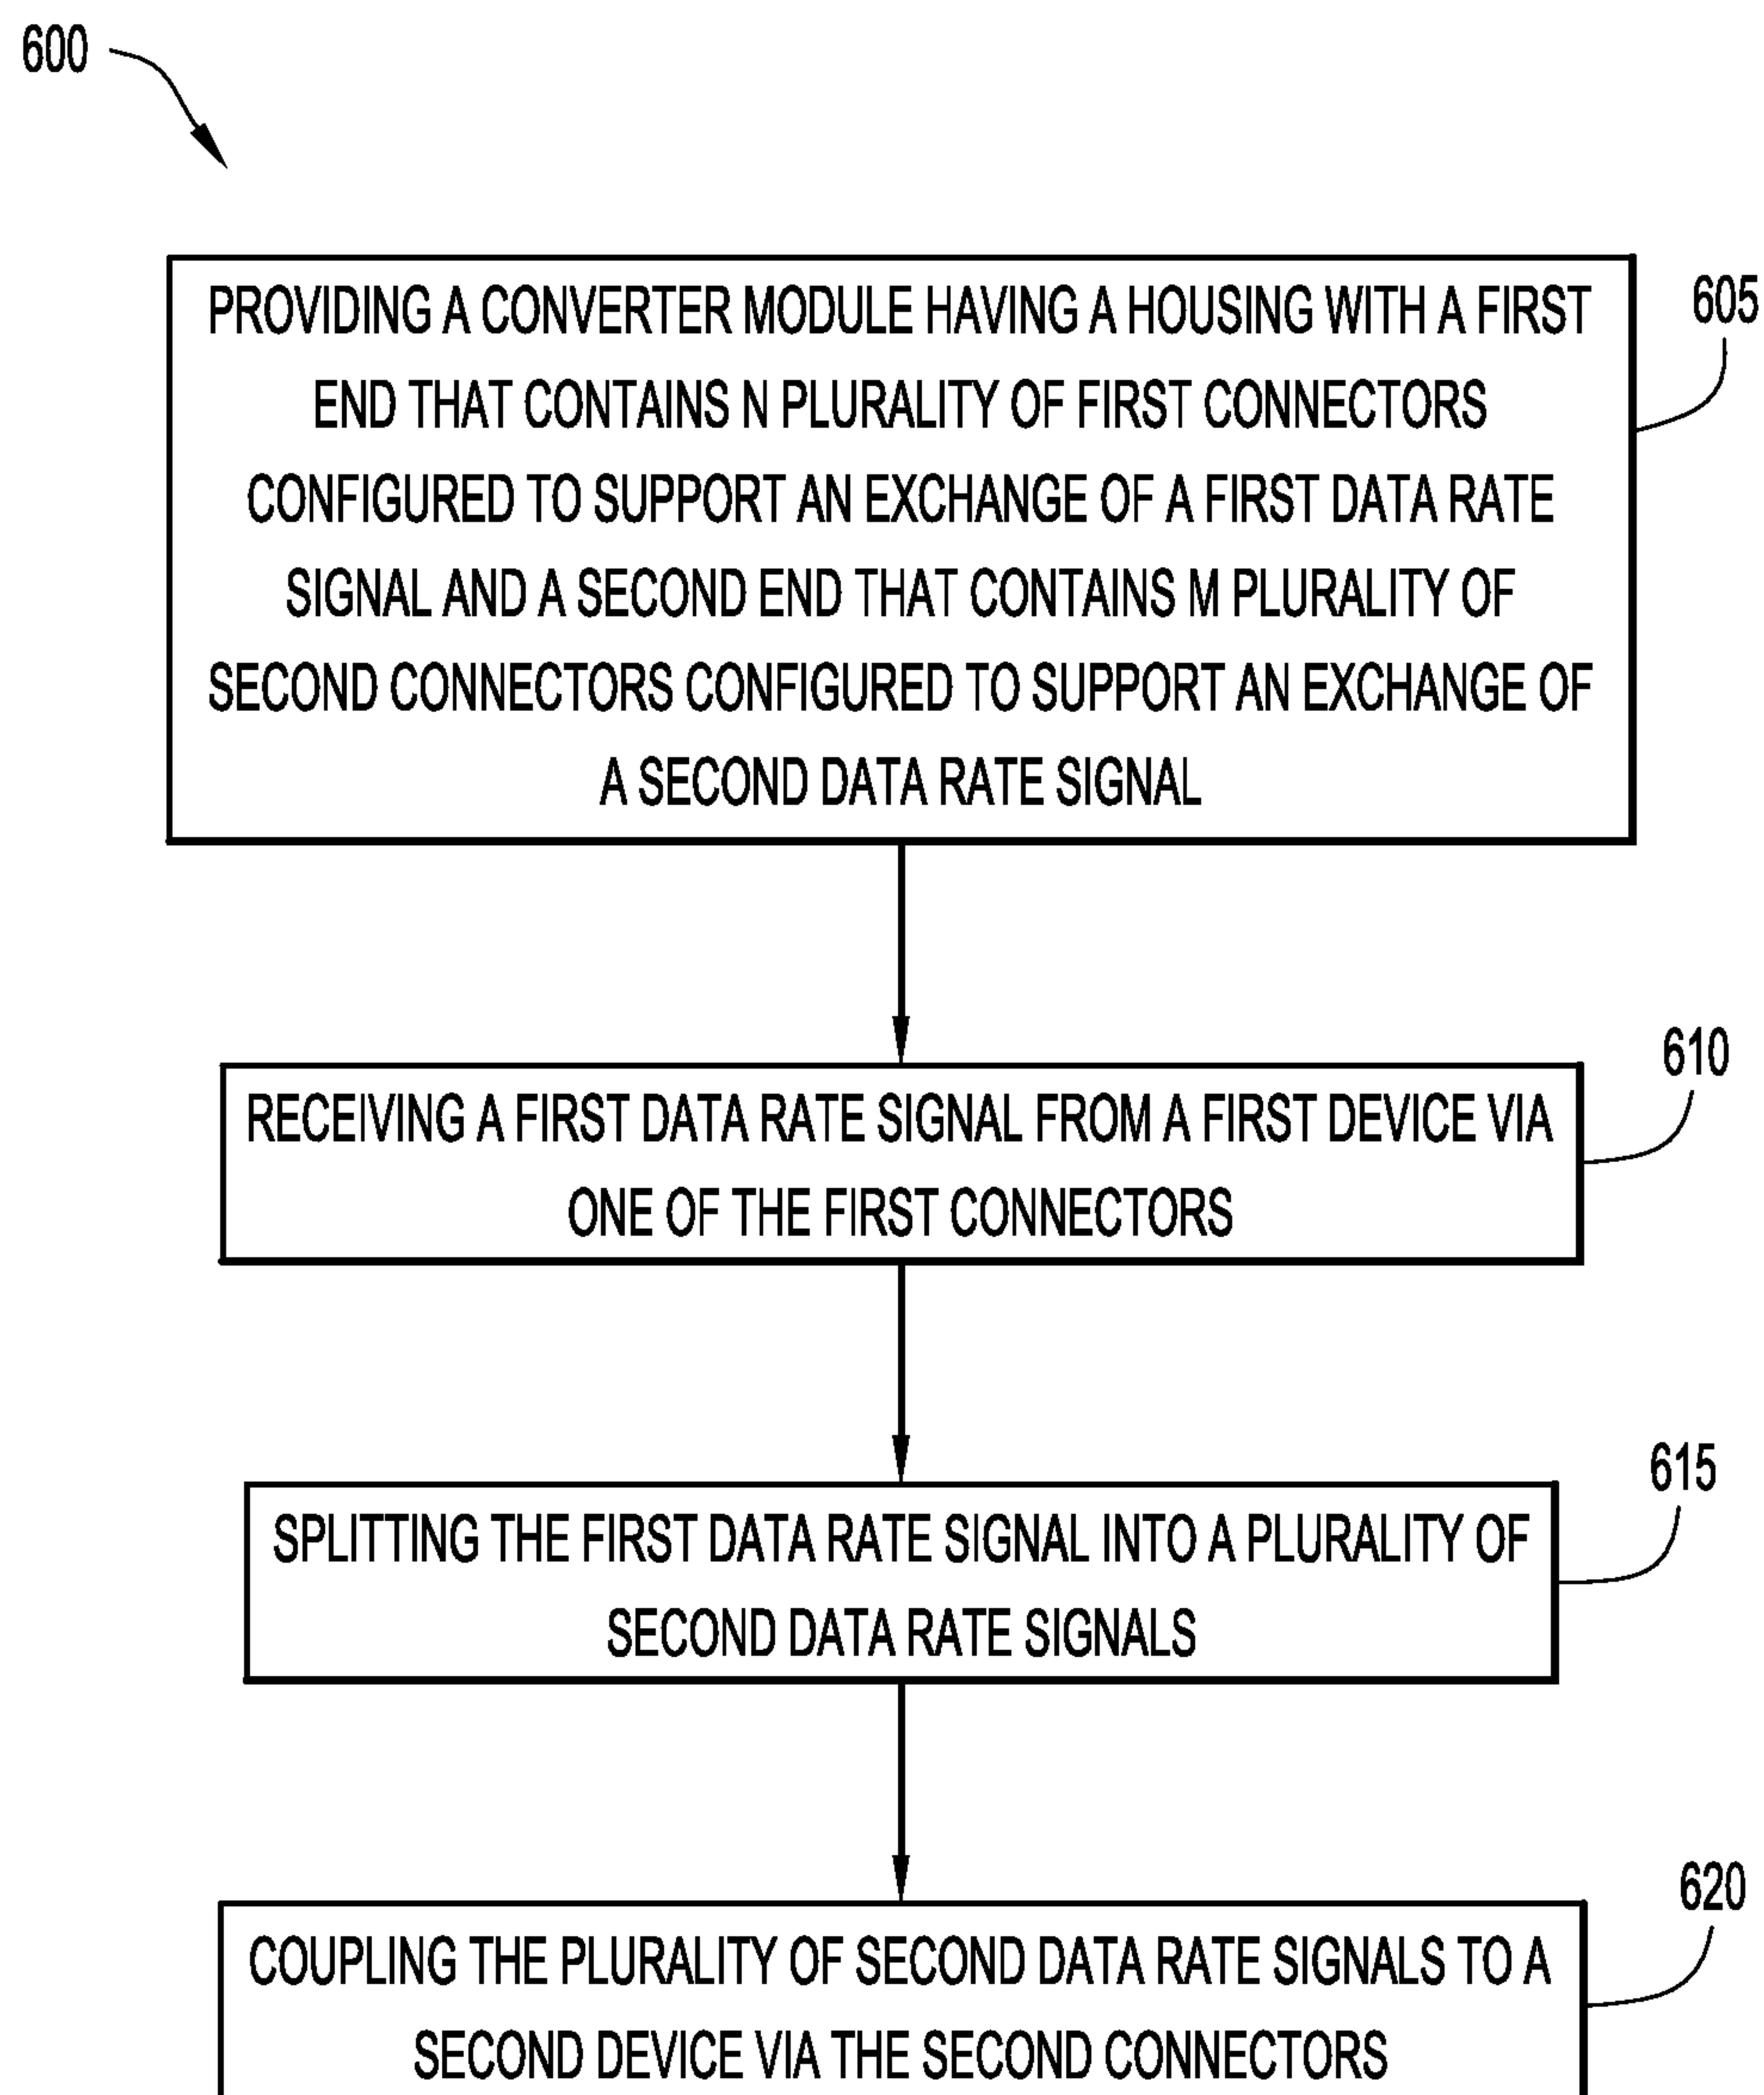 600
PROVIDING A CONVERTER MODULE HAVING A HOUSING WITH A FIRST
END THAT CONTAINS N PLURALITY OF FIRST CONNECTORS
CONFIGURED TO SUPPORT AN EXCHANGE OF A FIRST DATA RATE
SIGNAL AND A SECOND END THAT CONTAINS M PLURALITY OF
SECOND CONNECTORS CONFIGURED TO SUPPORT AN EXCHANGE OF
A SECOND DATA RATE SIGNAL
605
RECEIVING A FIRST DATA RATE SIGNAL FROM A FIRST DEVICE VIA
ONE OF THE FIRST CONNECTORS
610
SPLITTING THE FIRST DATA RATE SIGNAL INTO A PLURALITY OF
SECOND DATA RATE SIGNALS
615
COUPLING THE PLURALITY OF SECOND DATA RATE SIGNALS TO A
SECOND DEVICE VIA THE SECOND CONNECTORS
620